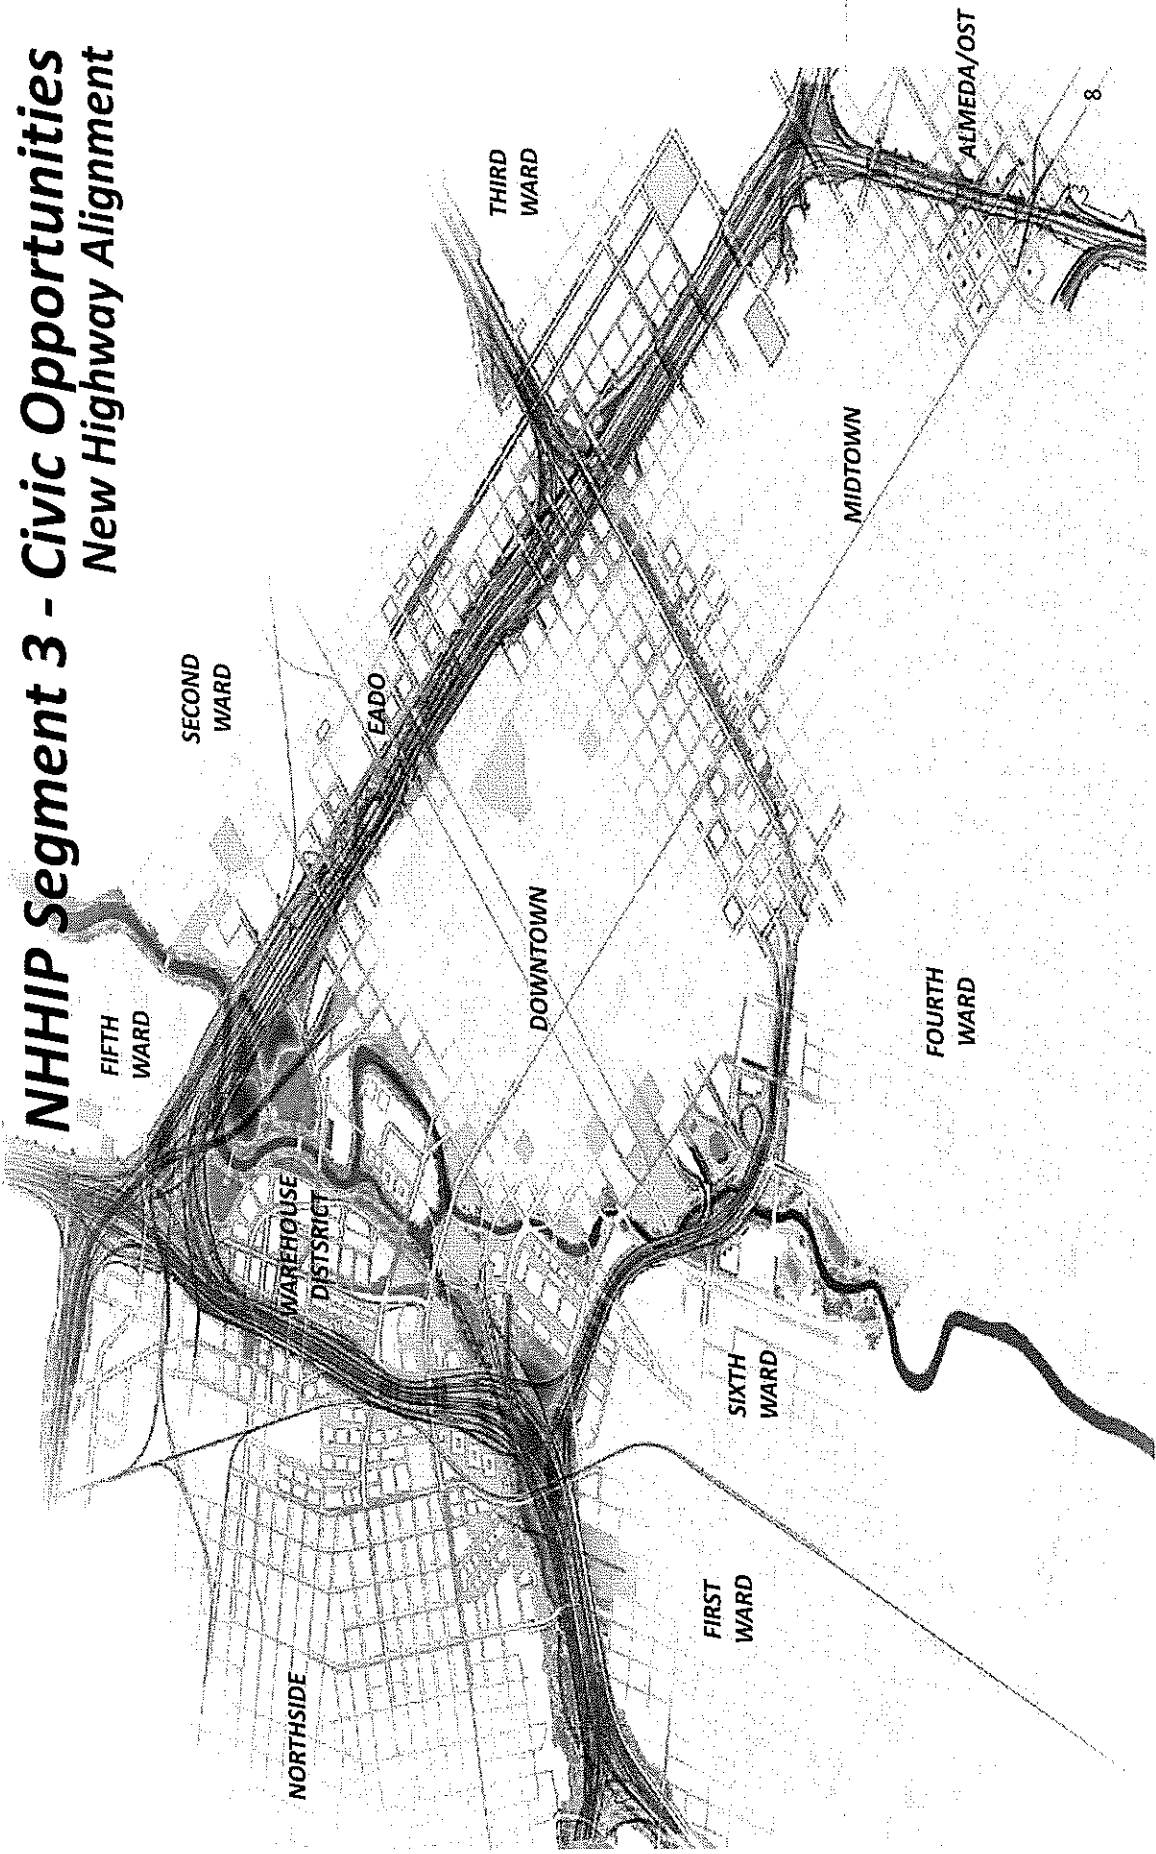 NHHIP Segment 3 - Civic Opportunities
New Highway Alignment
NORTHSIDE
WAREHOUSE
DISTSRICT
FIFTH
WARD
SECOND
WARD
EADO
THIRD
WARD
FIRST
WARD
SIXTH
WARD
DOWNTOWN
FOURTH
WARD
MIDTOWN
ALMEDA/OST
8